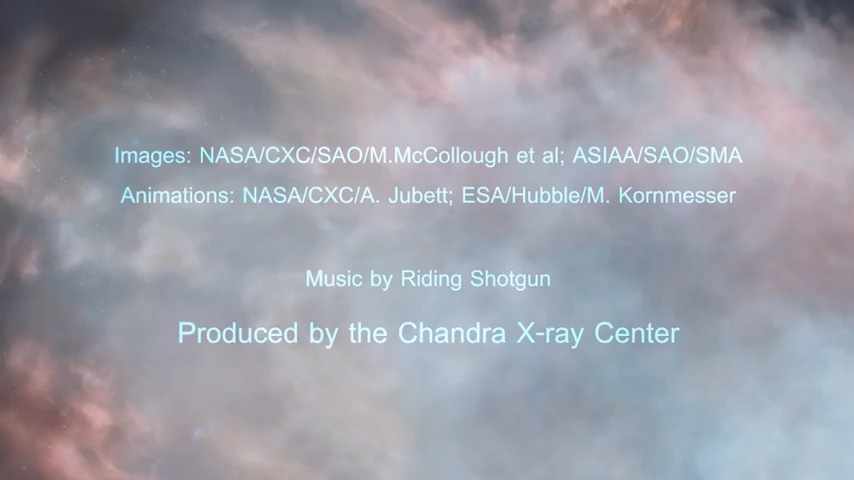 Images: NASA/CXC/SAO/M.McCollough et al; ASIAA/SAO/SMA
Animations: NASA/CXC/A. Jubett; ESA/Hubble/M. Kornmesser
Music by Riding Shotgun
Produced by the Chandra X-ray Center